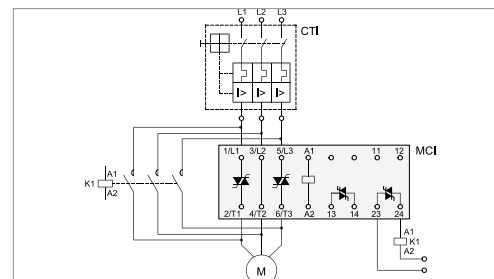 L1 L2 L3
CTI
I> I> I>
1/L1 3/L2 5/L3 A1 11 12 MCI
A1
K1
A2
2/T1 4/T2 6/T3 A2 13 14 23 24
A1
K1
A2
M